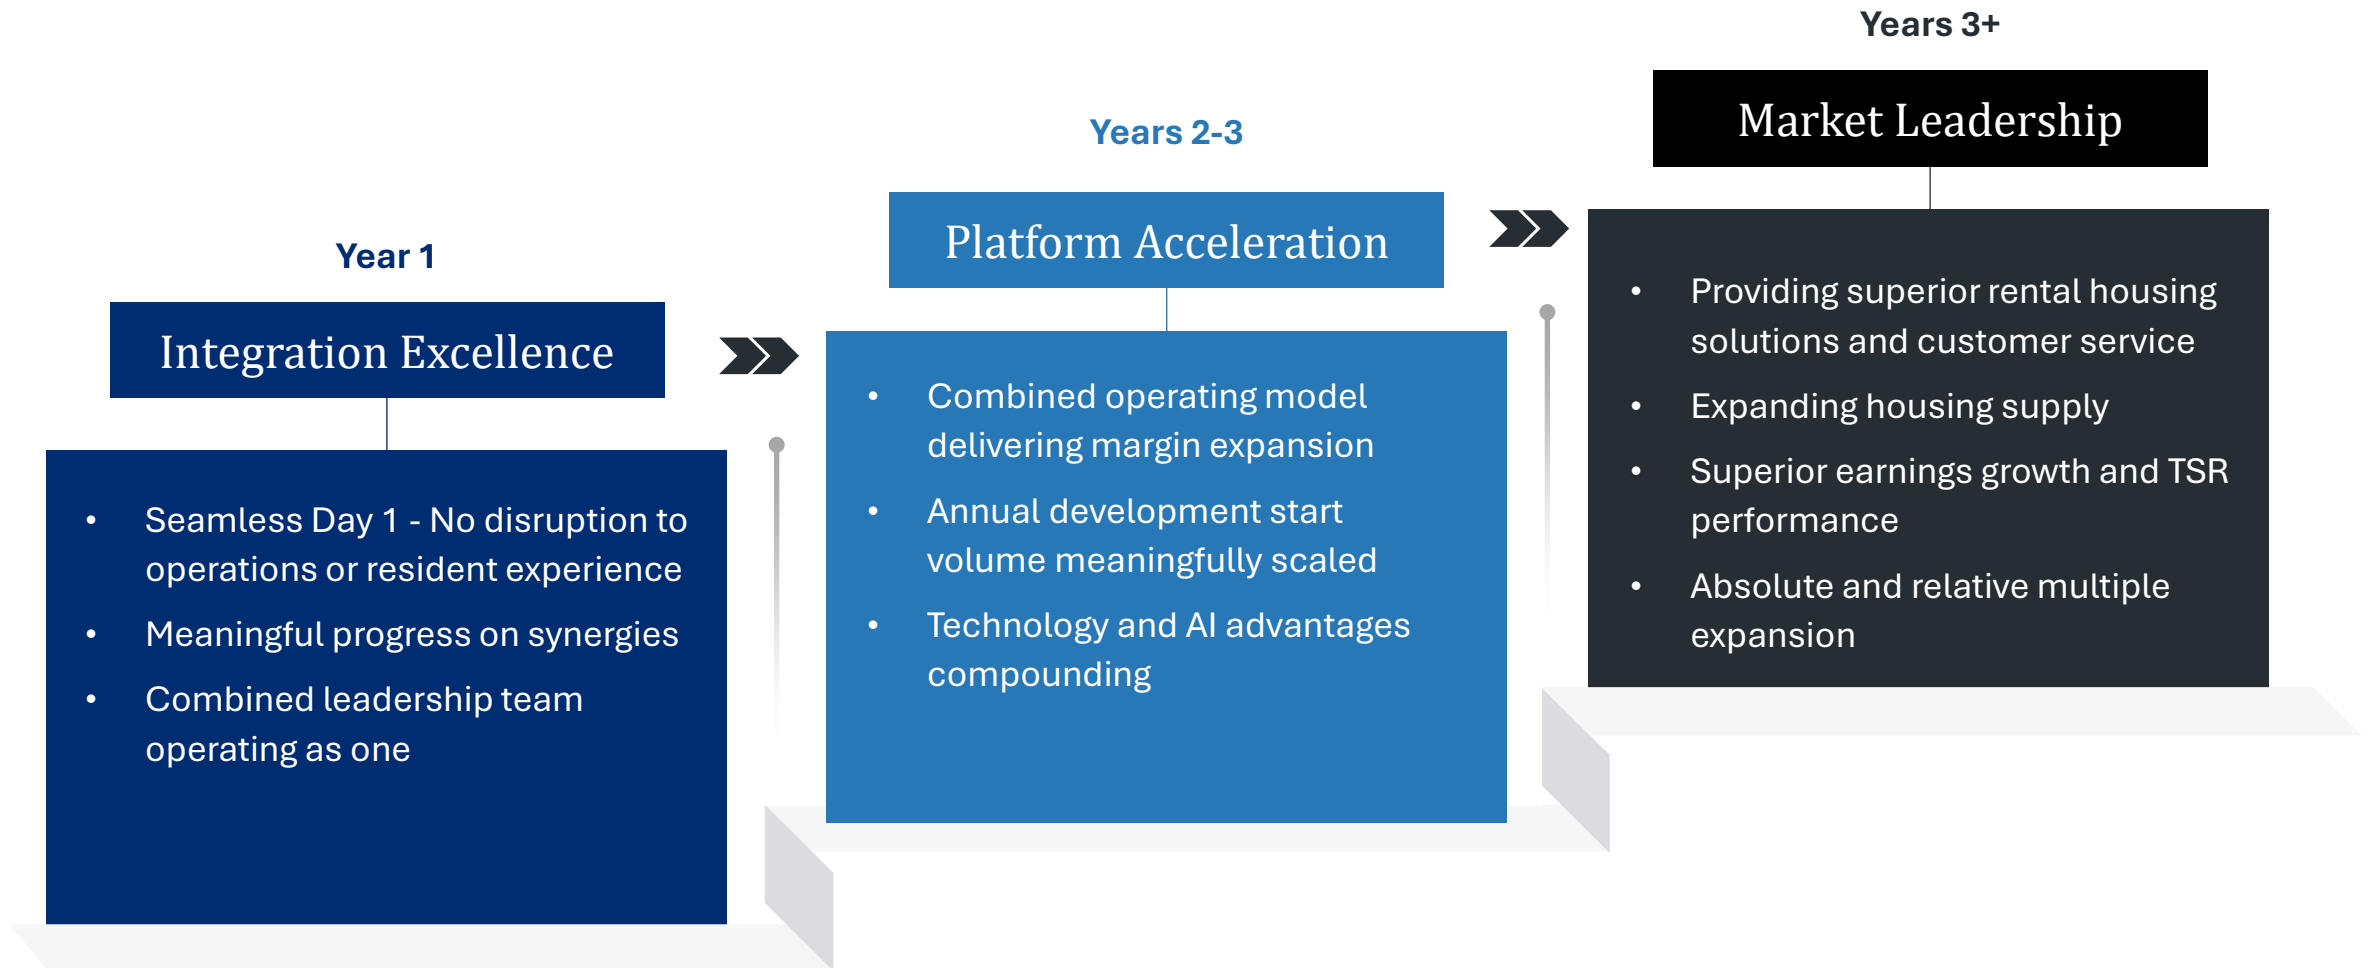 Year 1
Integration Excellence
• Seamless Day 1 - No disruption to
operations or resident experience
• Meaningful progress on synergies
• Combined leadership team
operating as one
Years 2-3
Platform Acceleration
• Combined operating model
delivering margin expansion
• Annual development start
volume meaningfully scaled
• Technology and AI advantages
compounding
Years 3+
Market Leadership
• Providing superior rental housing
solutions and customer service
• Expanding housing supply
• Superior earnings growth and TSR
performance
• Absolute and relative multiple
expansion